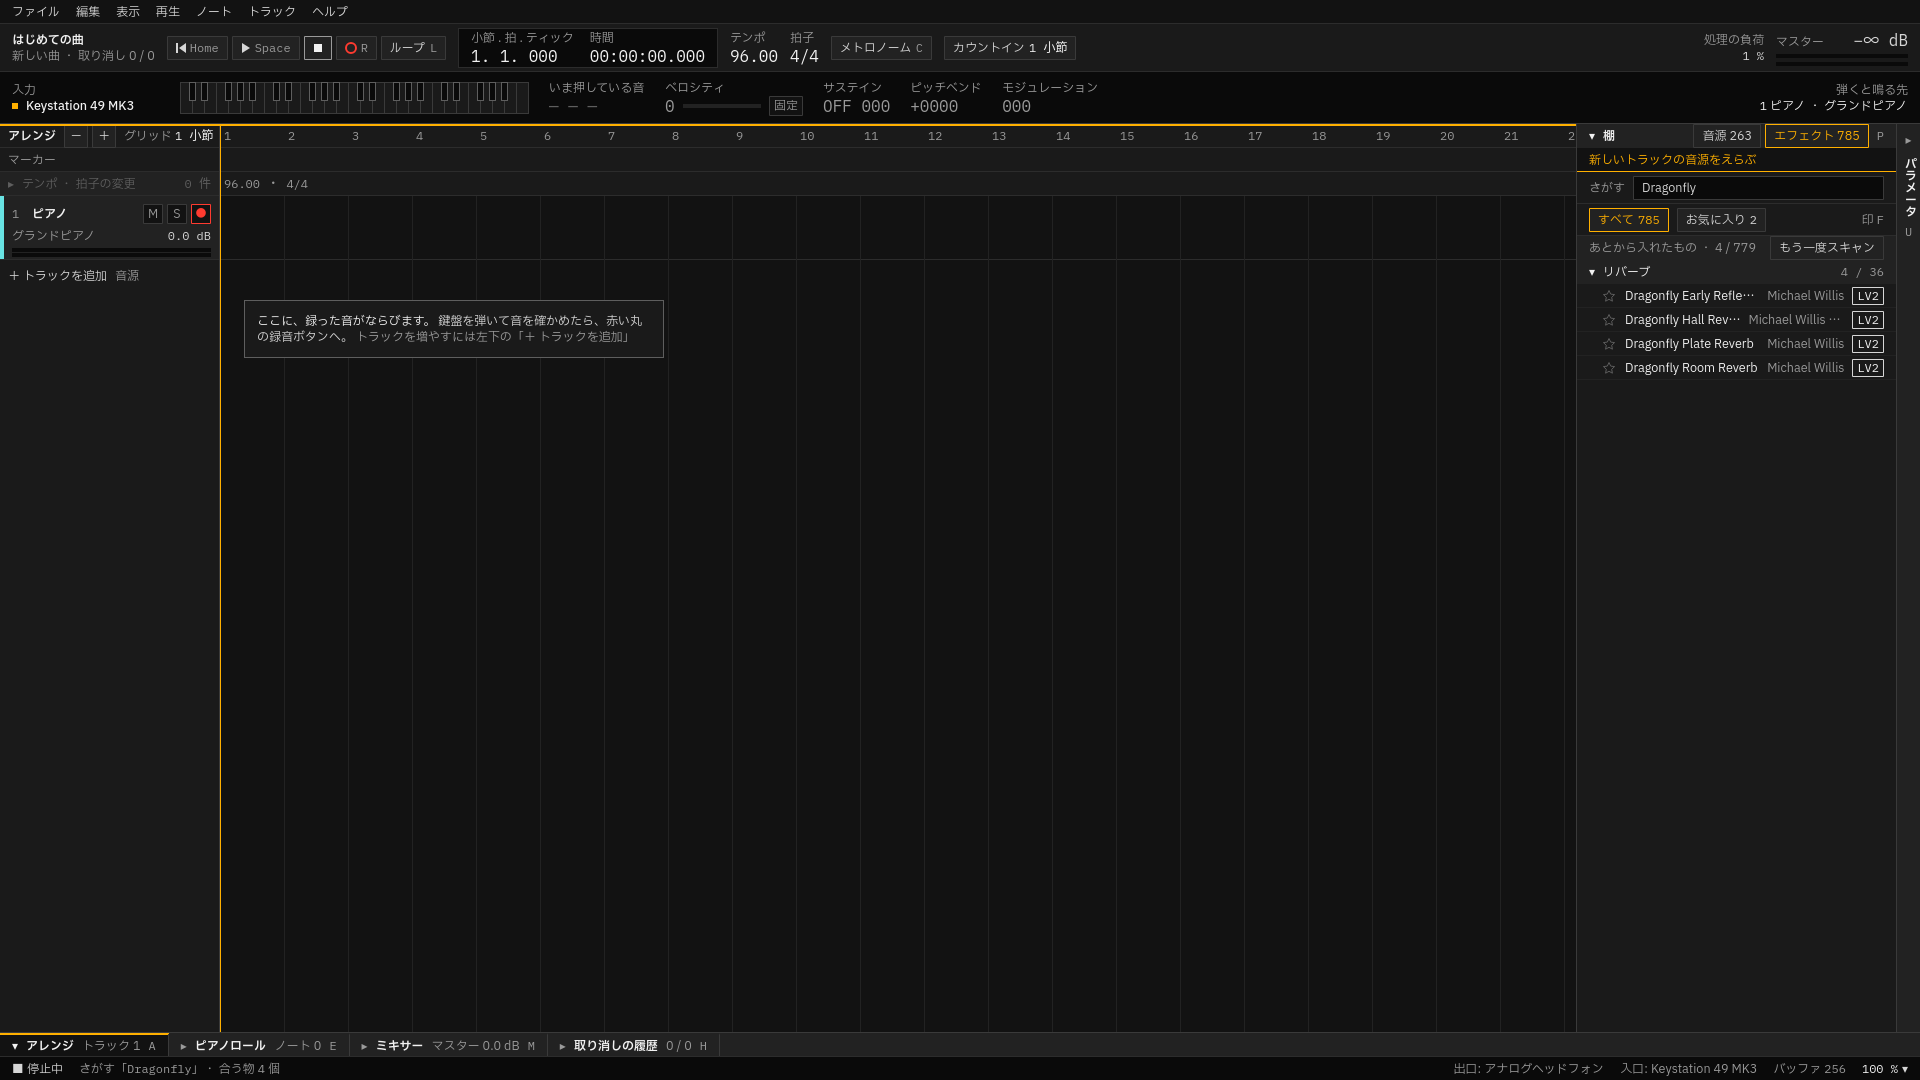 ファイル 編集 表示 再生 ノート トラック ヘルプ
はじめての曲
新しい曲 · 取り消し 0 / 0
Home Space R ループ L
小節 . 拍 . ティック 時間
1. 1. 000 00:00:00.000
テンポ 拍子
96.00 4/4
メトロノーム C カウントイン 1 小節
処理の負荷 マスター −∞ dB
1 %
入力
Keystation 49 MK3
いま押している音 ベロシティ サステイン ピッチベンド モジュレーション
— — — 0 固定 OFF 000 +0000 000
弾くと鳴る先
1 ピアノ · グランドピアノ
アレンジ − + グリッド 1 小節
1 2 3 4 5 6 7 8 9 10 11 12 13 14 15 16 17 18 19 20 21 2
マーカー
▸ テンポ · 拍子の変更 0 件
96.00 · 4/4
1 ピアノ M S
グランドピアノ 0.0 dB
+ トラックを追加 音源
ここに、録った音がならびます。 鍵盤を弾いて音を確かめたら、赤い丸
の録音ボタンへ。 トラックを増やすには左下の「+ トラックを追加」
▾ 棚 音源 263 エフェクト 785 P
新しいトラックの音源をえらぶ
さがす Dragonfly
すべて 785 お気に入り 2 印 F
あとから入れたもの · 4 / 779 もう一度スキャン
▾ リバーブ 4 / 36
☆ Dragonfly Early Refle… Michael Willis LV2
☆ Dragonfly Hall Rev… Michael Willis … LV2
☆ Dragonfly Plate Reverb Michael Willis LV2
☆ Dragonfly Room Reverb Michael Willis LV2
▸ パラメータ U
▾ アレンジ トラック 1 A ▸ ピアノロール ノート 0 E ▸ ミキサー マスター 0.0 dB M ▸ 取り消しの履歴 0 / 0 H
■ 停止中 さがす「Dragonfly」 · 合う物 4 個
出口: アナログヘッドフォン 入口: Keystation 49 MK3 バッファ 256 100 % ▾